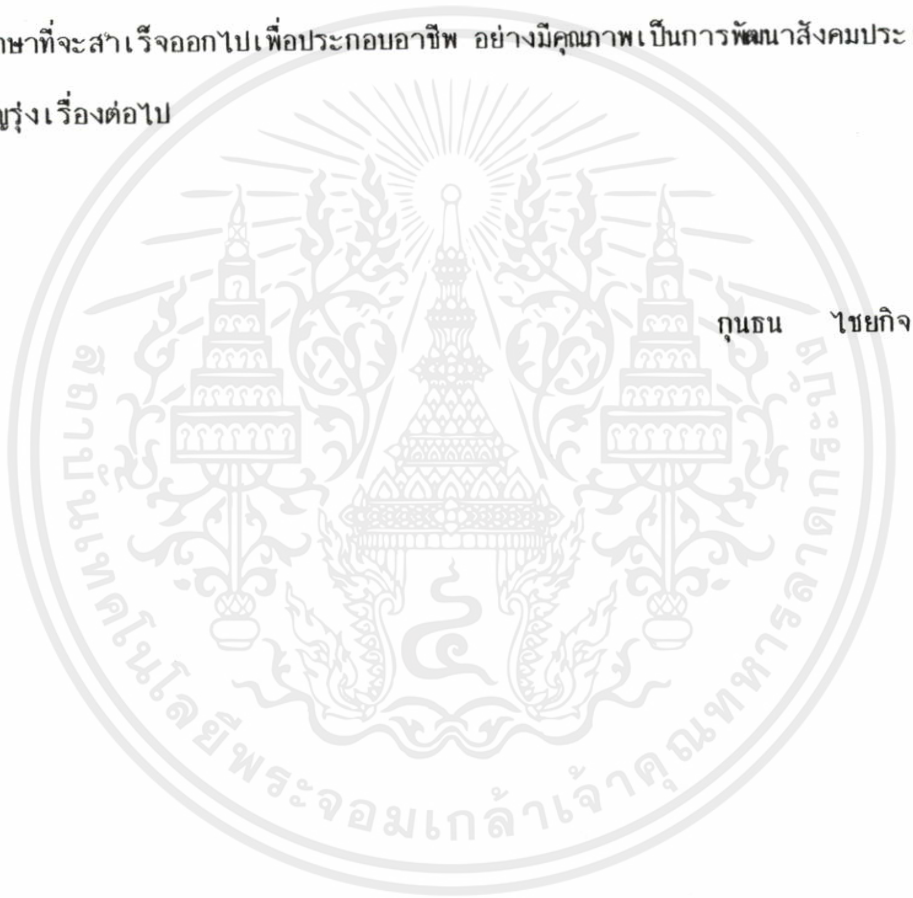 กษาที่จะสำเร็จออกไปเพื่อประกอบอาชีพ อย่างมีคุณภาพเป็นการพัฒนาสังคมประ
ญรุ่งเรื่องต่อไป
กุนธน ไชยกิจ
สถาบันเทคโนโลยีพระจอมเกล้าเจ้าคุณทหารลาดกระบัง
๔